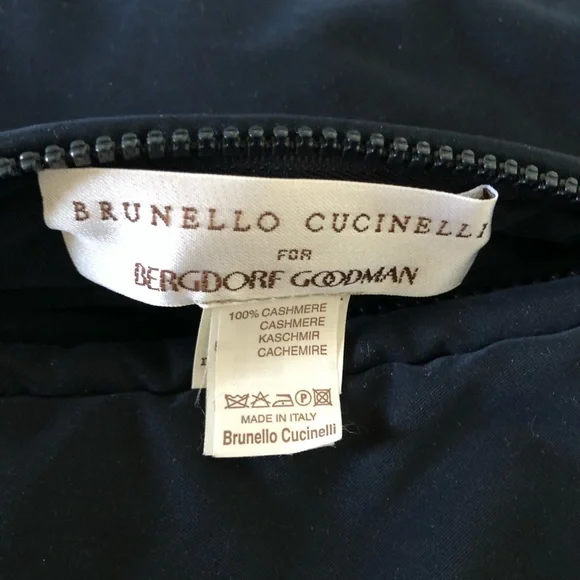 BRUNELLO CUCINELLI
FOR
BERGDORF GOODMAN
100% CASHMERE
CASHMERE
KASCHMIR
CACHEMIRE
P
MADE IN ITALY
Brunello Cucinelli